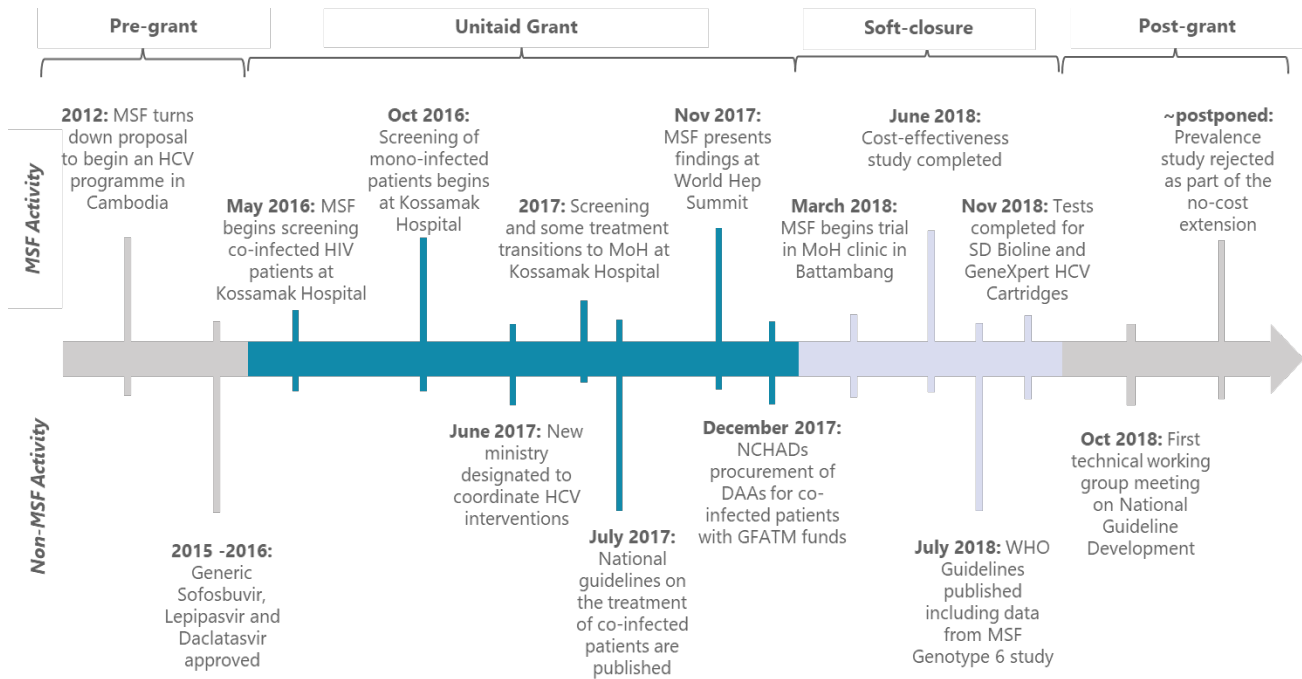 Pre-grant
Unitaid Grant
Soft-closure
Post-grant
MSF Activity
2012: MSF turns
down proposal
to begin an HCV
programme in
Cambodia
May 2016: MSF
begins screening
co-infected HIV
patients at
Kossamak Hospital
Oct 2016:
Screening of
mono-infected
patients begins
at Kossamak
Hospital
2017: Screening
and some treatment
transitions to MoH at
Kossamak Hospital
Nov 2017:
MSF presents
findings at
World Hep
Summit
March 2018:
MSF begins trial
in MoH clinic in
Battambang
June 2018:
Cost-effectiveness
study completed
Nov 2018: Tests
completed for
SD Bioline and
GeneXpert HCV
Cartridges
~postponed:
Prevalence
study rejected
as part of the
no-cost
extension
Non-MSF Activity
2015 -2016:
Generic
Sofosbuvir,
Lepipasvir and
Daclatasvir
approved
June 2017: New
ministry
designated to
coordinate HCV
interventions
July 2017:
National
guidelines on
the treatment
of co-infected
patients are
published
December 2017:
NCHADs
procurement of
DAAs for co-
infected patients
with GFATM funds
July 2018: WHO
Guidelines
published
including data
from MSF
Genotype 6 study
Oct 2018: First
technical working
group meeting
on National
Guideline
Development